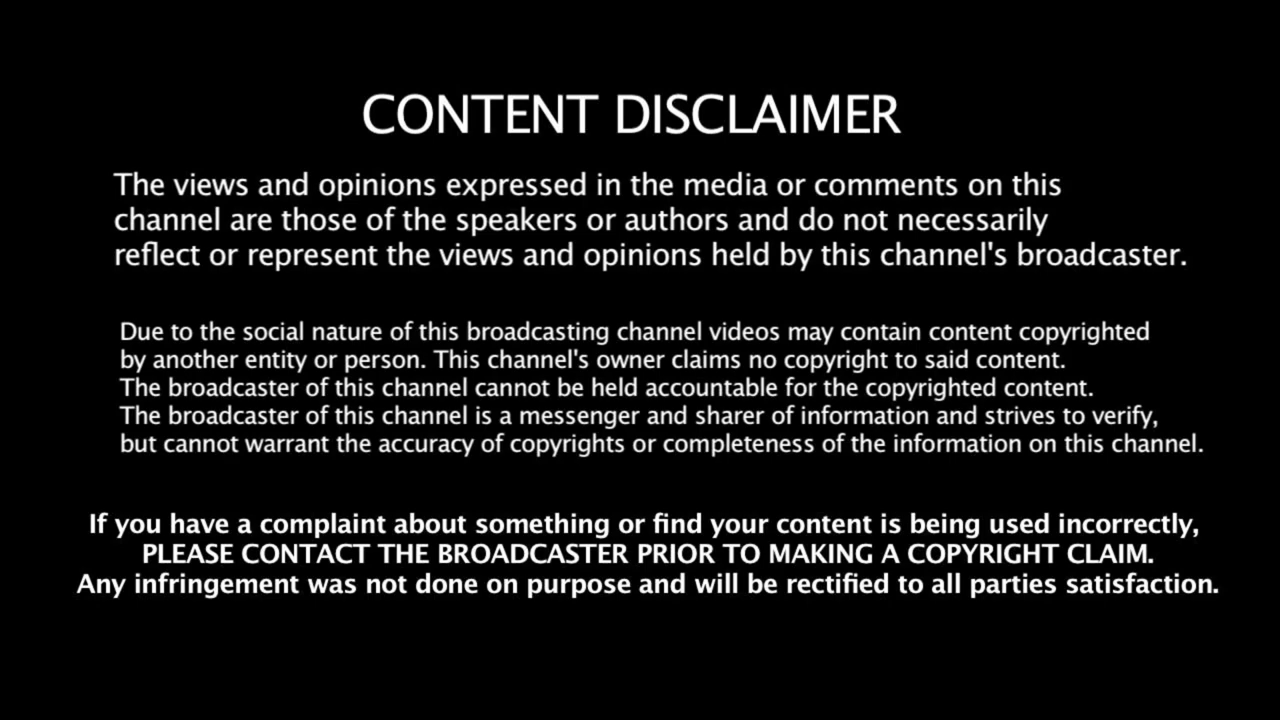 CONTENT DISCLAIMER
The views and opinions expressed in the media or comments on this
channel are those of the speakers or authors and do not necessarily
reflect or represent the views and opinions held by this channel's broadcaster.
Due to the social nature of this broadcasting channel videos may contain content copyrighted
by another entity or person. This channel's owner claims no copyright to said content.
The broadcaster of this channel cannot be held accountable for the copyrighted content.
The broadcaster of this channel is a messenger and sharer of information and strives to verify,
but cannot warrant the accuracy of copyrights or completeness of the information on this channel.
If you have a complaint about something or find your content is being used incorrectly,
PLEASE CONTACT THE BROADCASTER PRIOR TO MAKING A COPYRIGHT CLAIM.
Any infringement was not done on purpose and will be rectified to all parties satisfaction.